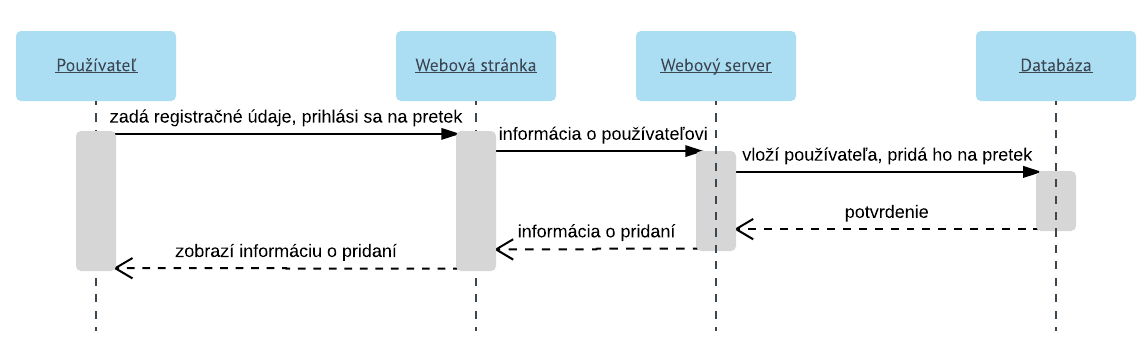 Používateľ
Webová stránka
Webový server
Databáza
zadá registračné údaje, prihlási sa na pretek
informácia o používateľovi
vloží používateľa, pridá ho na pretek
potvrdenie
informácia o pridaní
zobrazí informáciu o pridaní